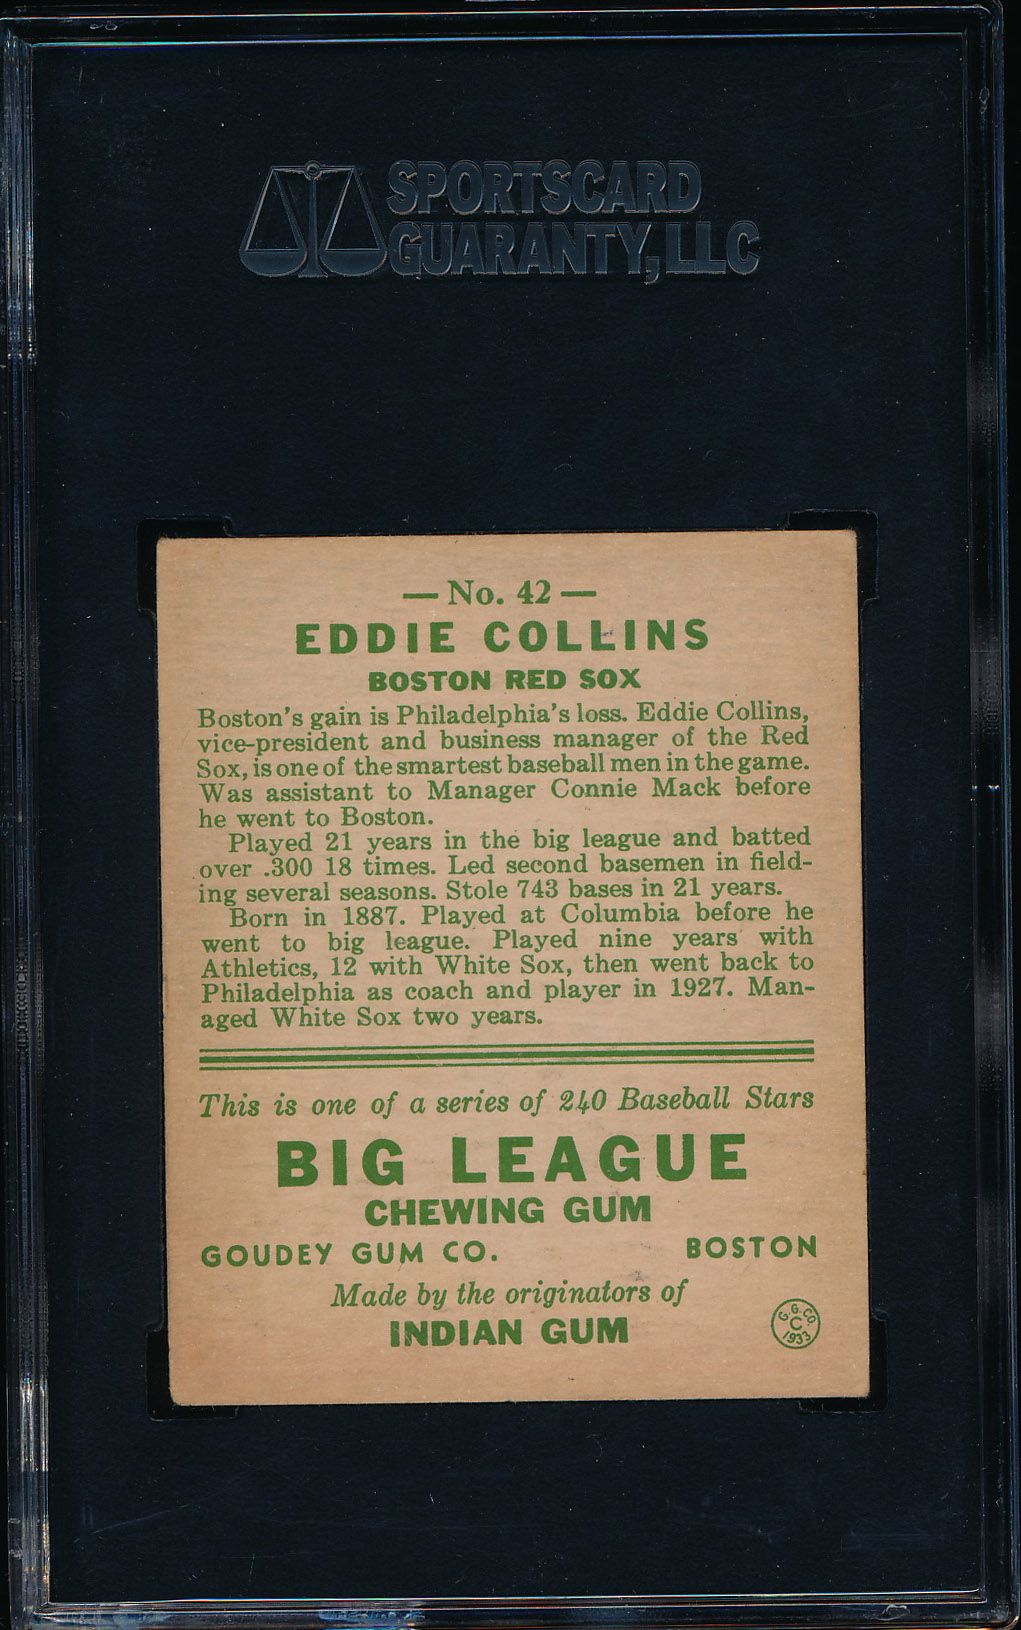 SPORTSCARD
GUARANTY, LLC
— No. 42 —
EDDIE COLLINS
BOSTON RED SOX
Boston's gain is Philadelphia's loss. Eddie Collins,
vice-president and business manager of the Red
Sox, is one of the smartest baseball men in the game.
Was assistant to Manager Connie Mack before
he went to Boston.
Played 21 years in the big league and batted
over .300 18 times. Led second basemen in field-
ing several seasons. Stole 743 bases in 21 years.
Born in 1887. Played at Columbia before he
went to big league. Played nine years with
Athletics, 12 with White Sox, then went back to
Philadelphia as coach and player in 1927. Man-
aged White Sox two years.
This is one of a series of 240 Baseball Stars
BIG LEAGUE
CHEWING GUM
GOUDEY GUM CO. BOSTON
Made by the originators of
INDIAN GUM
G.G.CO.
C
1933